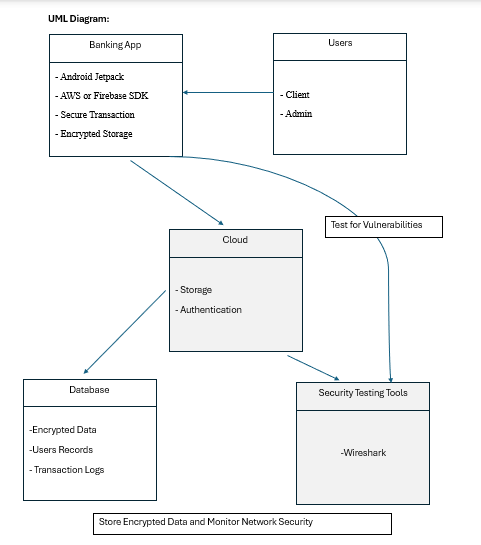 UML Diagram:
Banking App
- Android Jetpack
- AWS or Firebase SDK
- Secure Transaction
- Encrypted Storage
Users
- Client
- Admin
Test for Vulnerabilities
Cloud
- Storage
- Authentication
Database
-Encrypted Data
-Users Records
- Transaction Logs
Security Testing Tools
-Wireshark
Store Encrypted Data and Monitor Network Security